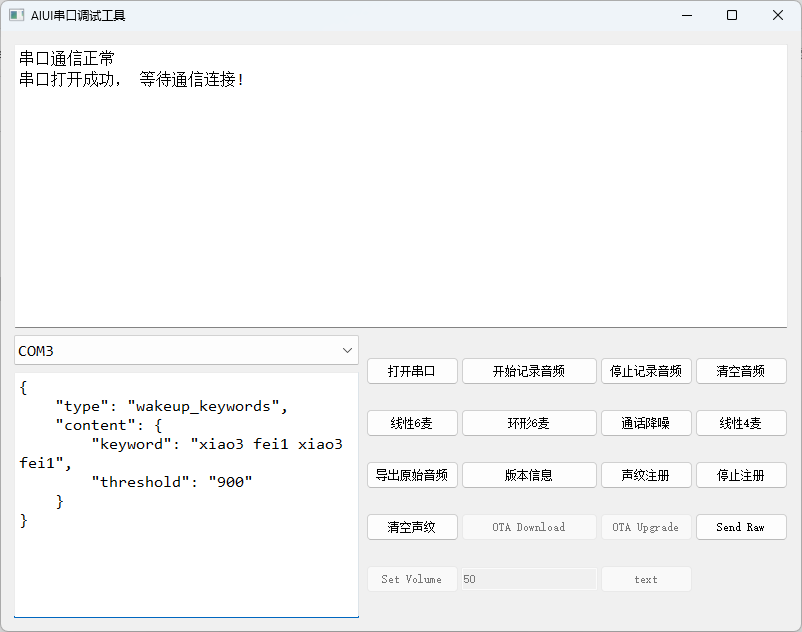 AIUI串口调试工具
串口通信正常
串口打开成功， 等待通信连接！
COM3
{
    "type": "wakeup_keywords",
    "content": {
        "keyword": "xiao3 fei1 xiao3
fei1",
        "threshold": "900"
    }
}
打开串口 开始记录音频 停止记录音频 清空音频
线性6麦 环形6麦 通话降噪 线性4麦
导出原始音频 版本信息 声纹注册 停止注册
清空声纹 OTA Download OTA Upgrade Send Raw
Set Volume 50 text